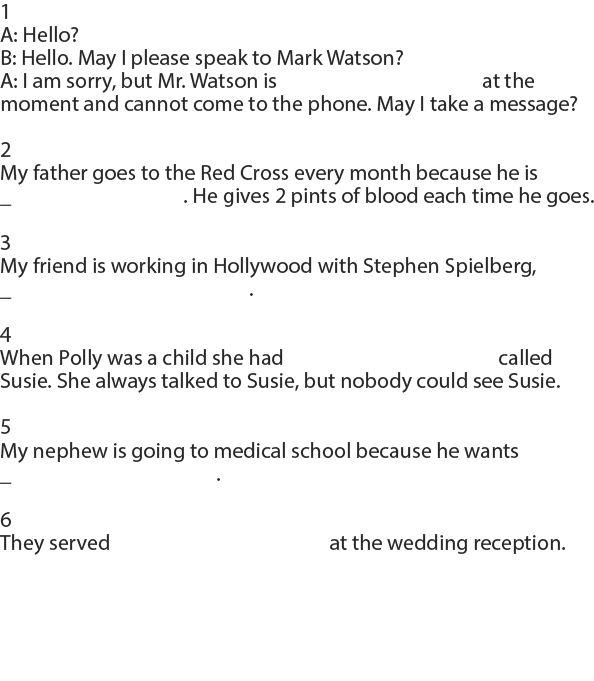 1
A: Hello?
B: Hello. May I please speak to Mark Watson?
A: I am sorry, but Mr. Watson is at the
moment and cannot come to the phone. May I take a message?
2
My father goes to the Red Cross every month because he is
_ . He gives 2 pints of blood each time he goes.
3
My friend is working in Hollywood with Stephen Spielberg,
_ .
4
When Polly was a child she had called
Susie. She always talked to Susie, but nobody could see Susie.
5
My nephew is going to medical school because he wants
_ .
6
They served at the wedding reception.